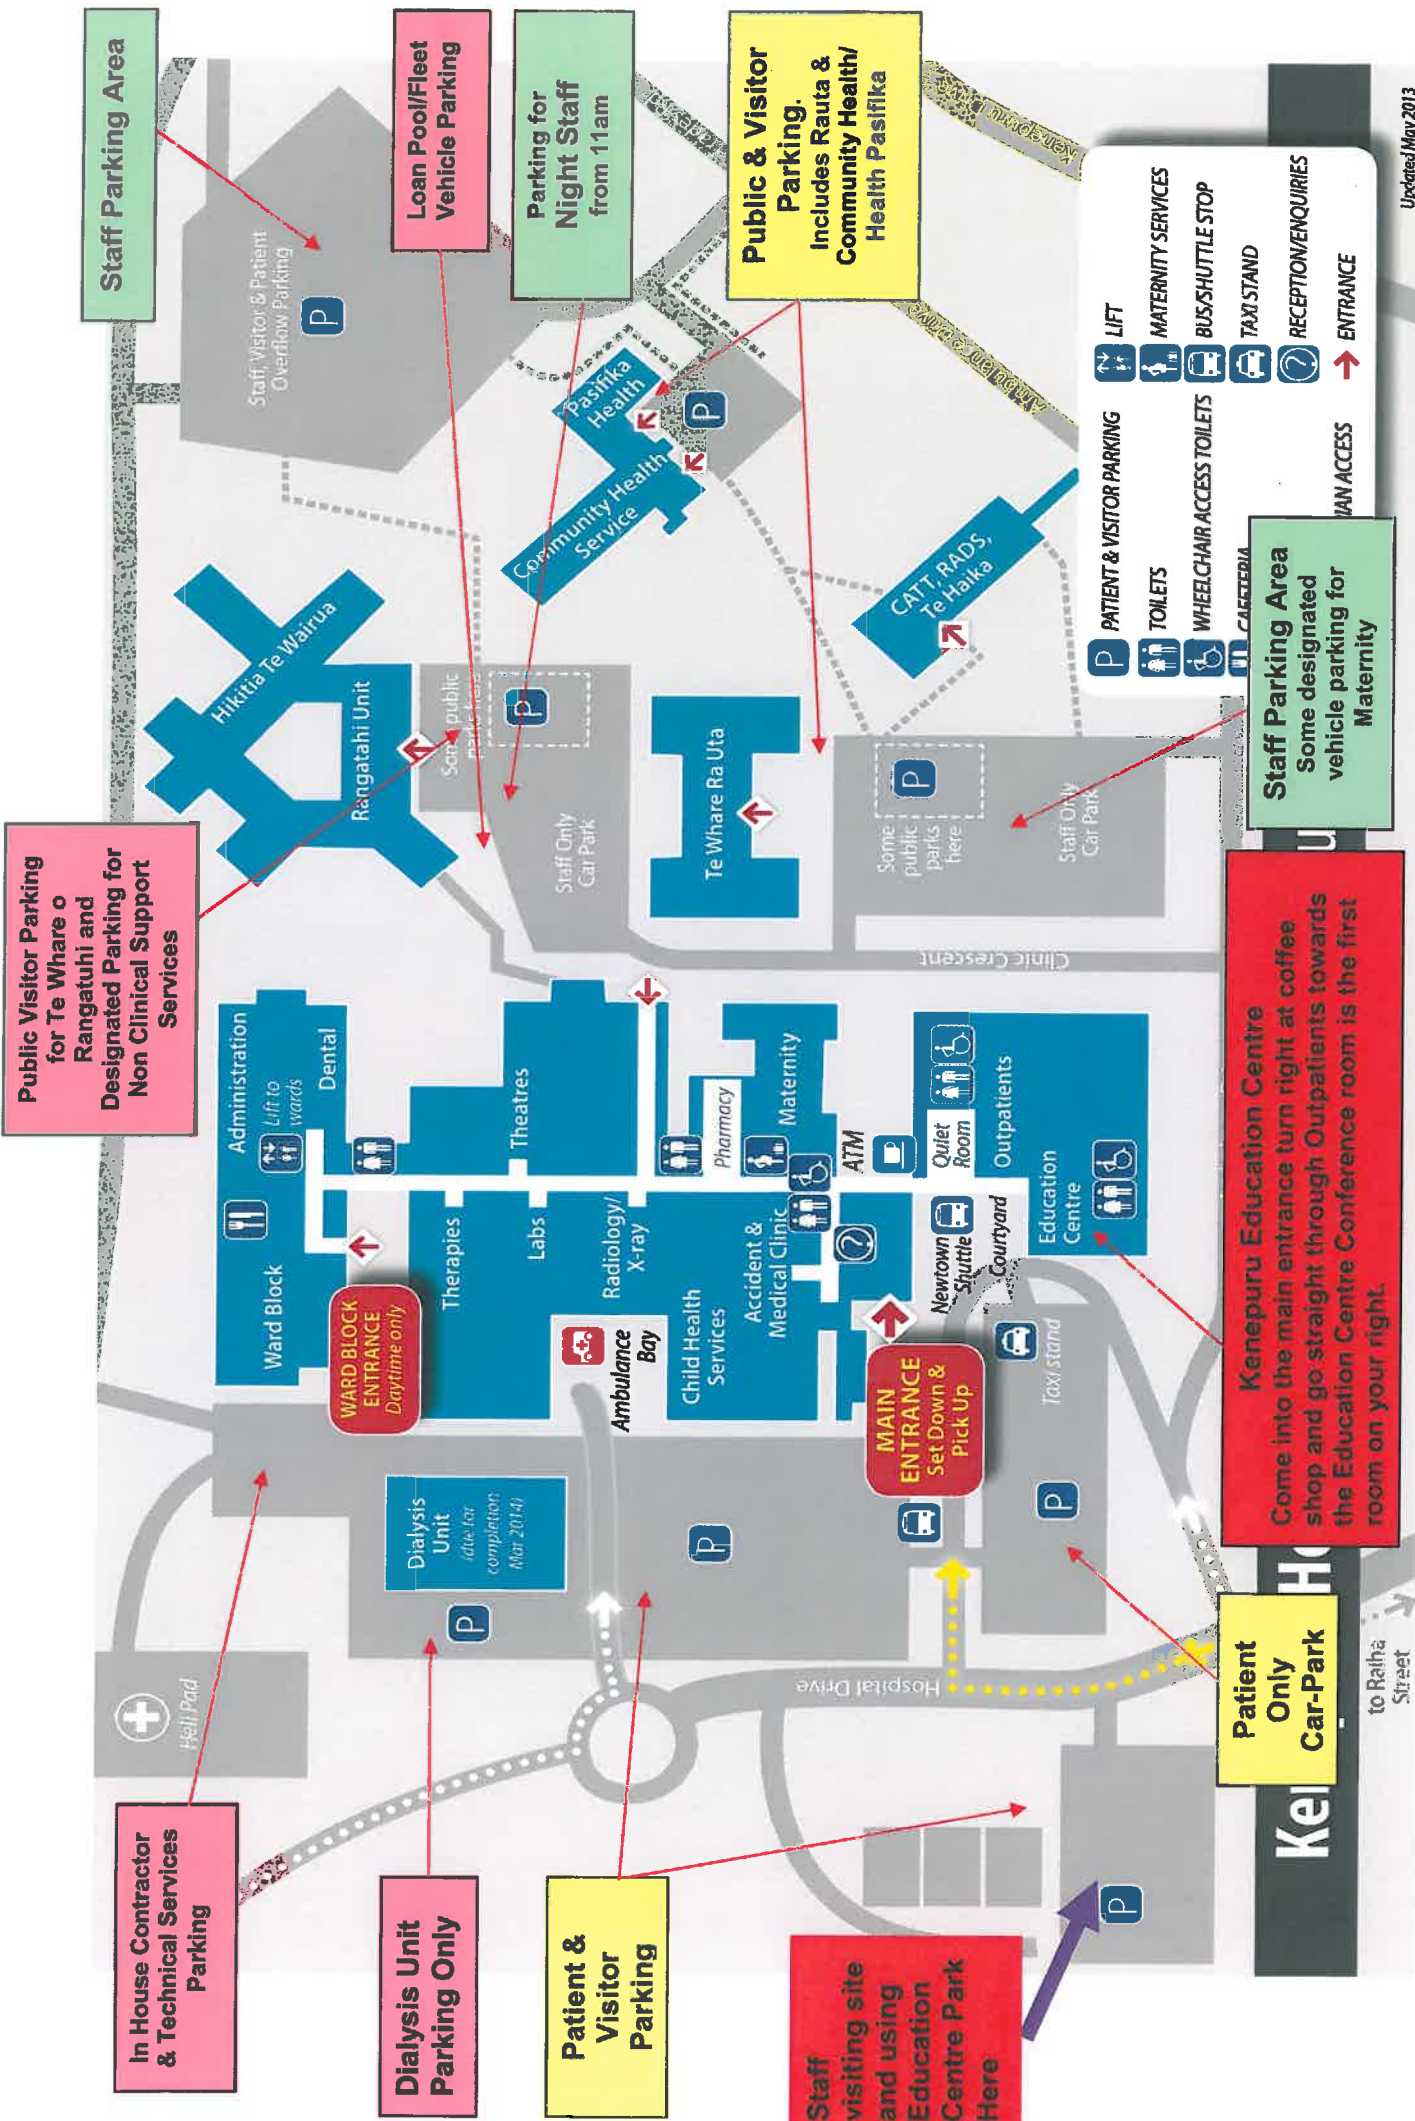 In House Contractor
& Technical Services
Parking
Dialysis Unit
Parking Only
Patient &
Visitor
Parking
Staff
visiting site
and using
Education
Centre Park
Here
Public Visitor Parking
for Te Whare o
Rangatuhi and
Designated Parking for
Non Clinical Support
Services
Staff Parking Area
Loan Pool/Fleet
Vehicle Parking
Parking for
Night Staff
from 11am
Public & Visitor
Parking.
Includes Rauta &
Community Health/
Health Pasifika
Heli Pad
WARD BLOCK
ENTRANCE
Daytime only
Dialysis
Unit
(due for
completion
Mar 2014)
P
P
Ambulance
Bay
Hospital Drive
MAIN
ENTRANCE
Set Down &
Pick Up
P
Taxi stand
P
Ward Block
Administration
Lift to
wards
Dental
Therapies
Labs
Theatres
Radiology/
X-ray
Child Health
Services
Accident &
Medical Clinic
Pharmacy
Maternity
ATM
Newtown
Shuttle
Courtyard
Quiet
Room
Outpatients
Education
Centre
Hikitia Te Wairua
Rangatahi Unit
Some public
P
Staff Only
Car Park
Te Whare Ra Uta
Some
public
parks
here
P
Staff Only
Car Park
Clinic Crescent
Staff, Visitor & Patient
Overflow Parking
P
Pasifika
Health
Community Health
Service
P
CATT, RADS,
Te Haika
Ambulance Drive
Kenepuru
P PATIENT & VISITOR PARKING
TOILETS
WHEELCHAIR ACCESS TOILETS
CAFETERIA
IAN ACCESS
LIFT
MATERNITY SERVICES
BUS/SHUTTLE STOP
TAXI STAND
RECEPTION/ENQUIRIES
ENTRANCE
Staff Parking Area
Some designated
vehicle parking for
Maternity
Kenepuru Education Centre
Come into the main entrance turn right at coffee
shop and go straight through Outpatients towards
the Education Centre Conference room is the first
room on your right.
Patient
Only
Car-Park
Ke
Ho
u
to Raiha
Street
Updated May 2013